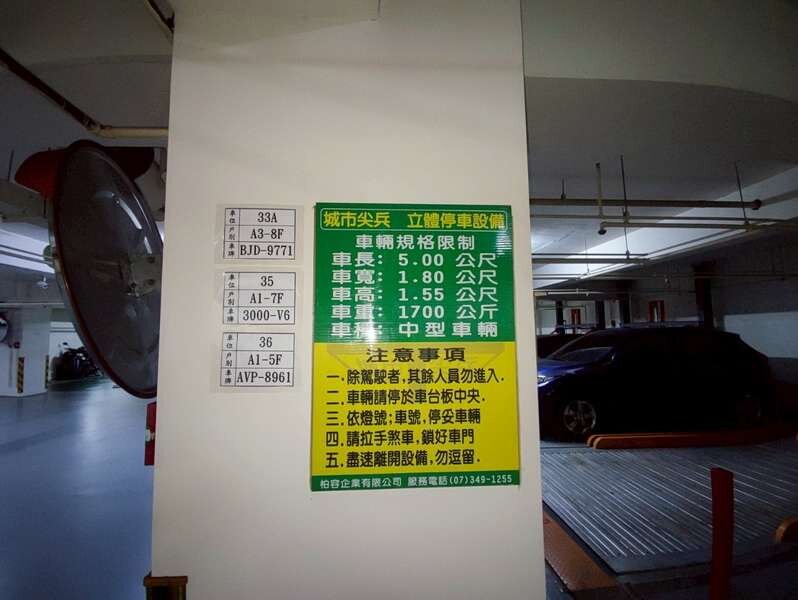 車位 33A
戶別 A3-8F
車牌 BJD-9771
車位 35
戶別 A1-7F
車牌 3000-V6
車位 36
戶別 A1-5F
車牌 AVP-8961
城市尖兵 立體停車設備
車輛規格限制
車長: 5.00 公尺
車寬: 1.80 公尺
車高: 1.55 公尺
車重: 1700 公斤
車種: 中型車輛
注意事項
一.除駕駛者,其餘人員勿進入.
二.車輛請停於車台板中央.
三.依燈號;車號,停妥車輛
四.請拉手煞車,鎖好車門
五.盡速離開設備,勿逗留.
柏容企業有限公司 服務電話(07)349-1255